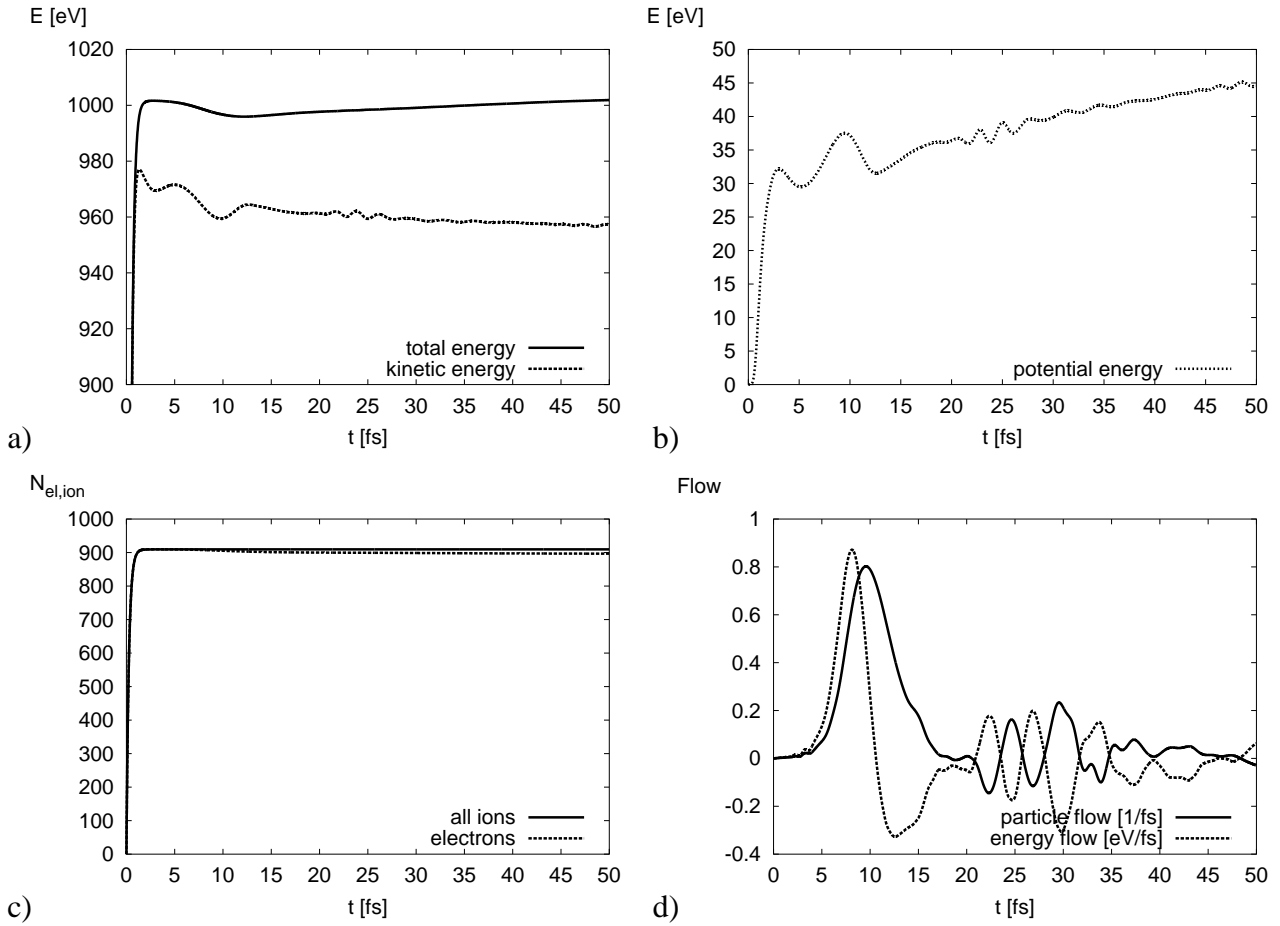 E [eV]
1020
1000
980
960
940
920
900
total energy
kinetic energy
0 5 10 15 20 25 30 35 40 45 50
t [fs]
a)
E [eV]
50
45
40
35
30
25
20
15
10
5
0
potential energy
0 5 10 15 20 25 30 35 40 45 50
t [fs]
b)
N el,ion
1000
900
800
700
600
500
400
300
200
100
0
all ions
electrons
0 5 10 15 20 25 30 35 40 45 50
t [fs]
c)
Flow
1
0.8
0.6
0.4
0.2
0
-0.2
-0.4
particle flow [1/fs]
energy flow [eV/fs]
0 5 10 15 20 25 30 35 40 45 50
t [fs]
d)